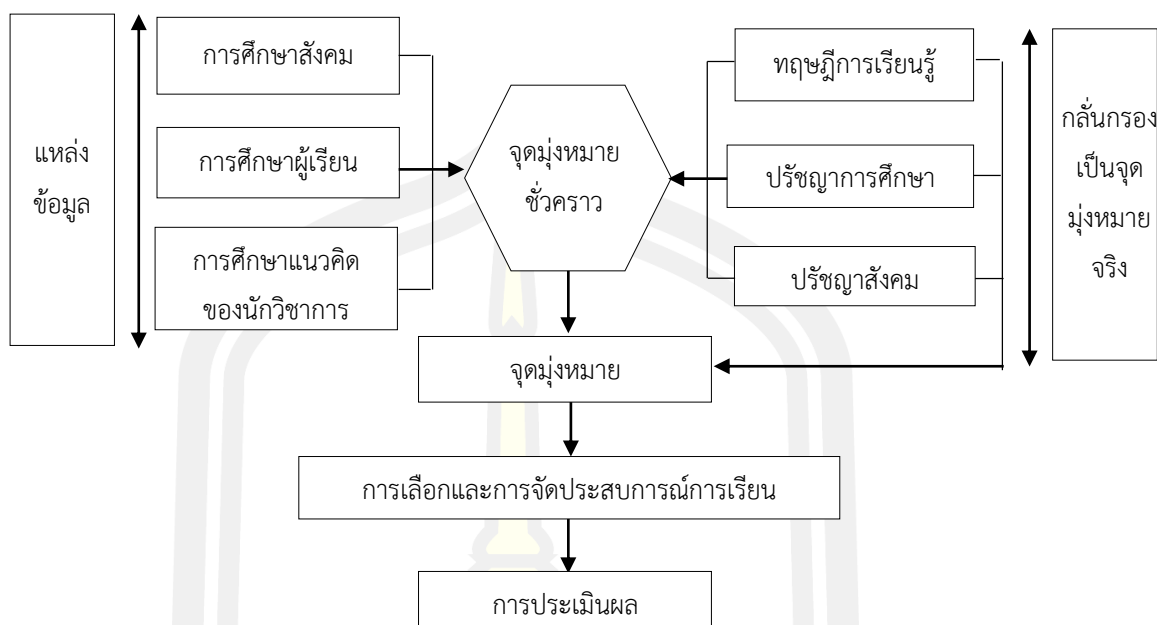 แหล่ง
ข้อมูล
การศึกษาสังคม
การศึกษาผู้เรียน
การศึกษาแนวคิด
ของนักวิชาการ
จุดมุ่งหมาย
ชั่วคราว
ทฤษฎีการเรียนรู้
ปรัชญาการศึกษา
ปรัชญาสังคม
กลั่นกรอง
เป็นจุด
มุ่งหมาย
จริง
จุดมุ่งหมาย
การเลือกและการจัดประสบการณ์การเรียน
การประเมินผล